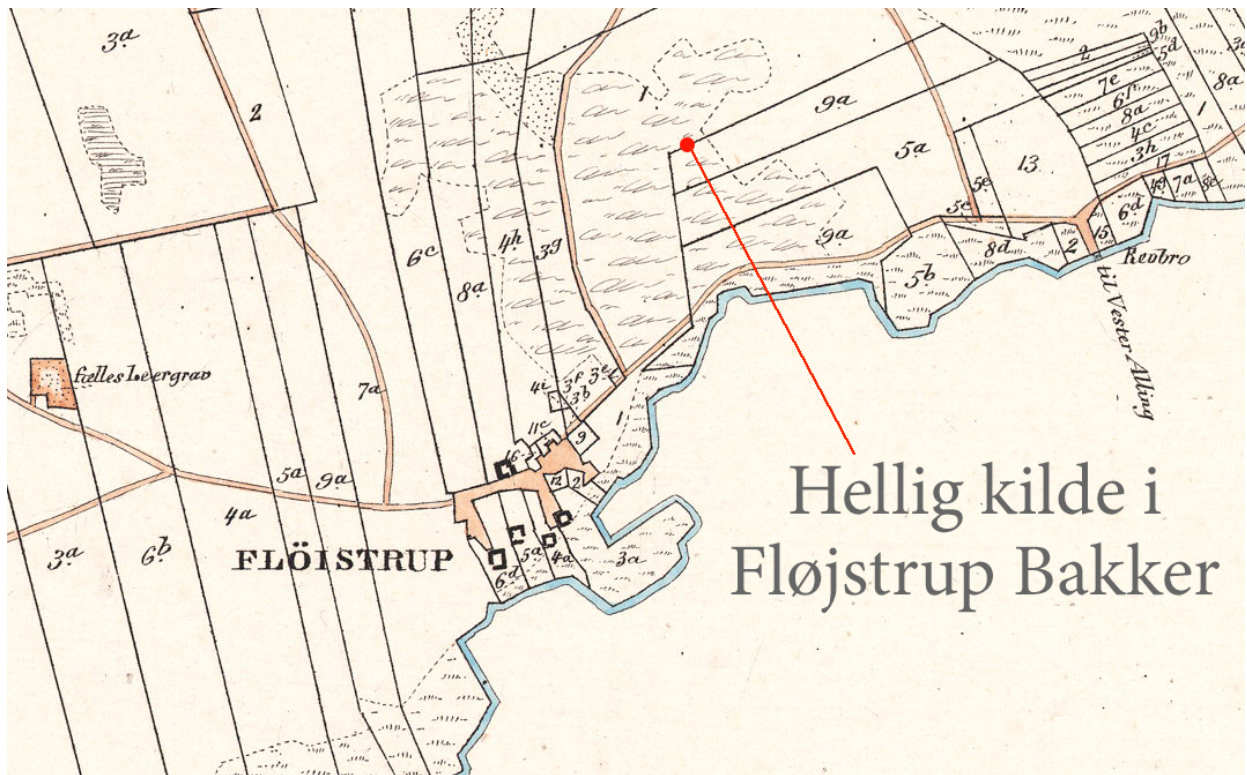 3a
2
1
9a
5a
13
2
9b
5d
7e
6f
8a
4c
3h
17
1
8a
3a
5e
5e
4g
7a
8e
6d
15
2
8d
5b
9a
Revbro
til Vester Alling
6c
8a
4h
3g
fælles Leergrav
7a
4i
3f
3e
3b
11c
16
9
1
12
2
5a
9a
4a
3a
6b
FLÖISTRUP
6d
5a
4a
3a
Hellig kilde i
Fløjstrup Bakker